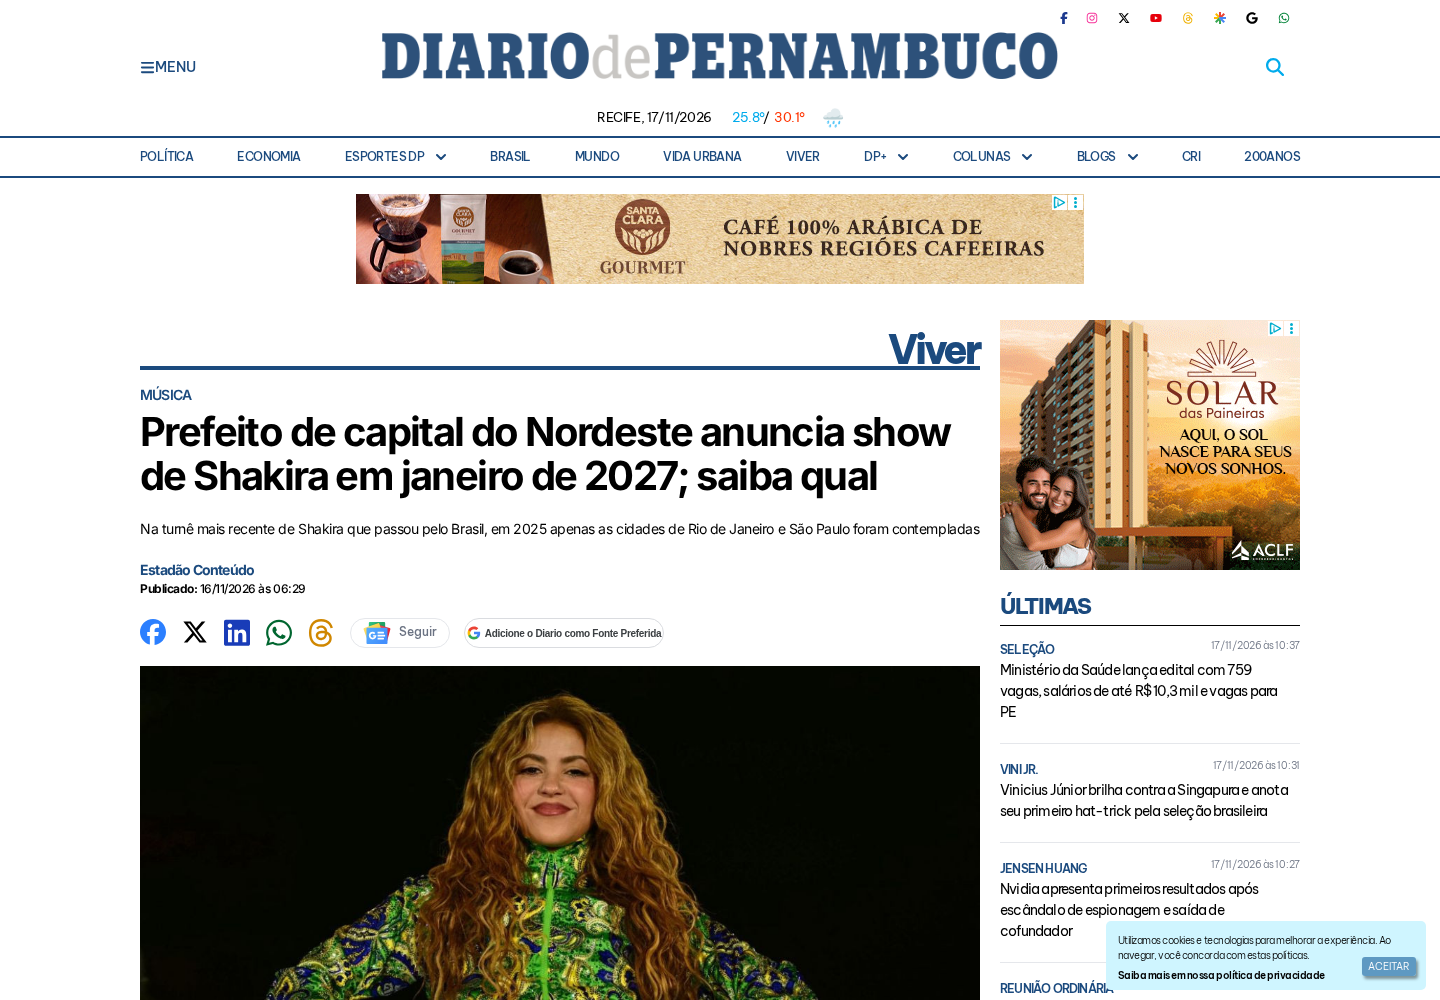 MENU
DIARIO de PERNAMBUCO
RECIFE, 17/11/2026 25.8º / 30.1º
POLÍTICA ECONOMIA ESPORTES DP BRASIL MUNDO VIDA URBANA VIVER DP+ COLUNAS BLOGS CRI 200ANOS
SANTA CLARA
GOURMET
CAFÉ 100% ARÁBICA DE
NOBRES REGIÕES CAFEEIRAS
Viver
MÚSICA
Prefeito de capital do Nordeste anuncia show
de Shakira em janeiro de 2027; saiba qual
Na turnê mais recente de Shakira que passou pelo Brasil, em 2025 apenas as cidades de Rio de Janeiro e São Paulo foram contempladas
Estadão Conteúdo
Publicado: 16/11/2026 às 06:29
Seguir
Adicione o Diario como Fonte Preferida
SOLAR
das Paineiras
AQUI, O SOL
NASCE PARA SEUS
NOVOS SONHOS.
ACLF
ÚLTIMAS
SELEÇÃO 17/11/2026 às 10:37
Ministério da Saúde lança edital com 759
vagas, salários de até R$ 10,3 mil e vagas para
PE
VINI JR. 17/11/2026 às 10:31
Vinicius Júnior brilha contra a Singapura e anota
seu primeiro hat-trick pela seleção brasileira
JENSEN HUANG 17/11/2026 às 10:27
Nvidia apresenta primeiros resultados após
escândalo de espionagem e saída de
cofundador
REUNIÃO ORDINÁRIA
Utilizamos cookies e tecnologias para melhorar a experiência. Ao
navegar, você concorda com estas políticas.
Saiba mais em nossa política de privacidade
ACEITAR